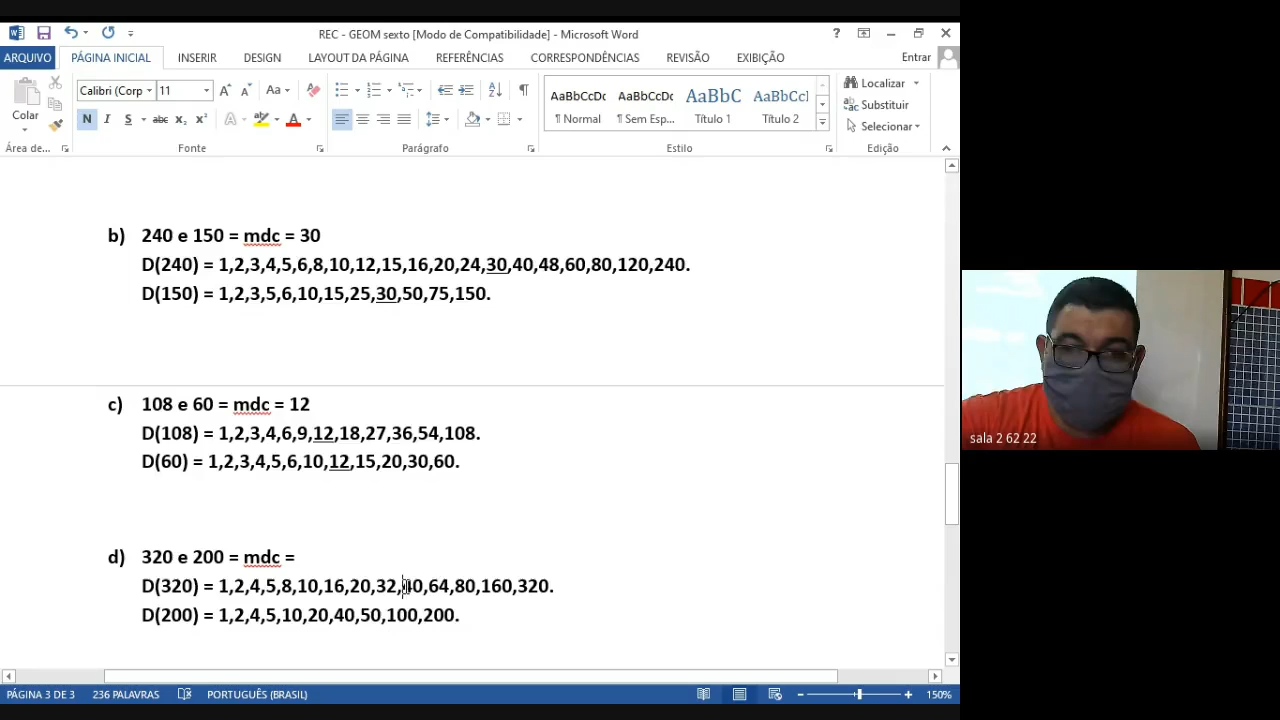 REC - GEOM sexto [Modo de Compatibilidade] - Microsoft Word
?
ARQUIVO PÁGINA INICIAL INSERIR DESIGN LAYOUT DA PÁGINA REFERÊNCIAS CORRESPONDÊNCIAS REVISÃO EXIBIÇÃO Entrar
Colar
Calibri (Corp 11 A A Aa
N I S abc x₂ x² A A
AaBbCcDc AaBbCcDc AaBbC AaBbCcl
¶ Normal ¶ Sem Esp... Título 1 Título 2
Localizar
Substituir
Selecionar
Área de... Fonte Parágrafo Estilo Edição
b) 240 e 150 = mdc = 30
D(240) = 1,2,3,4,5,6,8,10,12,15,16,20,24,30,40,48,60,80,120,240.
D(150) = 1,2,3,5,6,10,15,25,30,50,75,150.
c) 108 e 60 = mdc = 12
D(108) = 1,2,3,4,6,9,12,18,27,36,54,108.
D(60) = 1,2,3,4,5,6,10,12,15,20,30,60.
d) 320 e 200 = mdc =
D(320) = 1,2,4,5,8,10,16,20,32,40,64,80,160,320.
D(200) = 1,2,4,5,10,20,40,50,100,200.
sala 2 62 22
PÁGINA 3 DE 3 236 PALAVRAS PORTUGUÊS (BRASIL) 150%